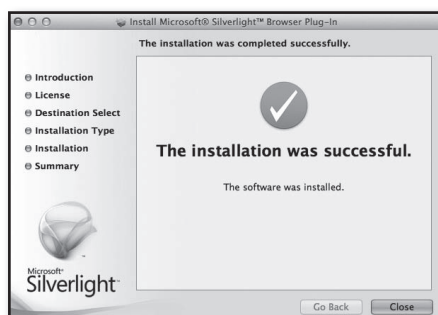 Install Microsoft® Silverlight™ Browser Plug-In
The installation was completed successfully.
Introduction
License
Destination Select
Installation Type
Installation
Summary
The installation was successful.
The software was installed.
Microsoft®
Silverlight™
Go Back
Close